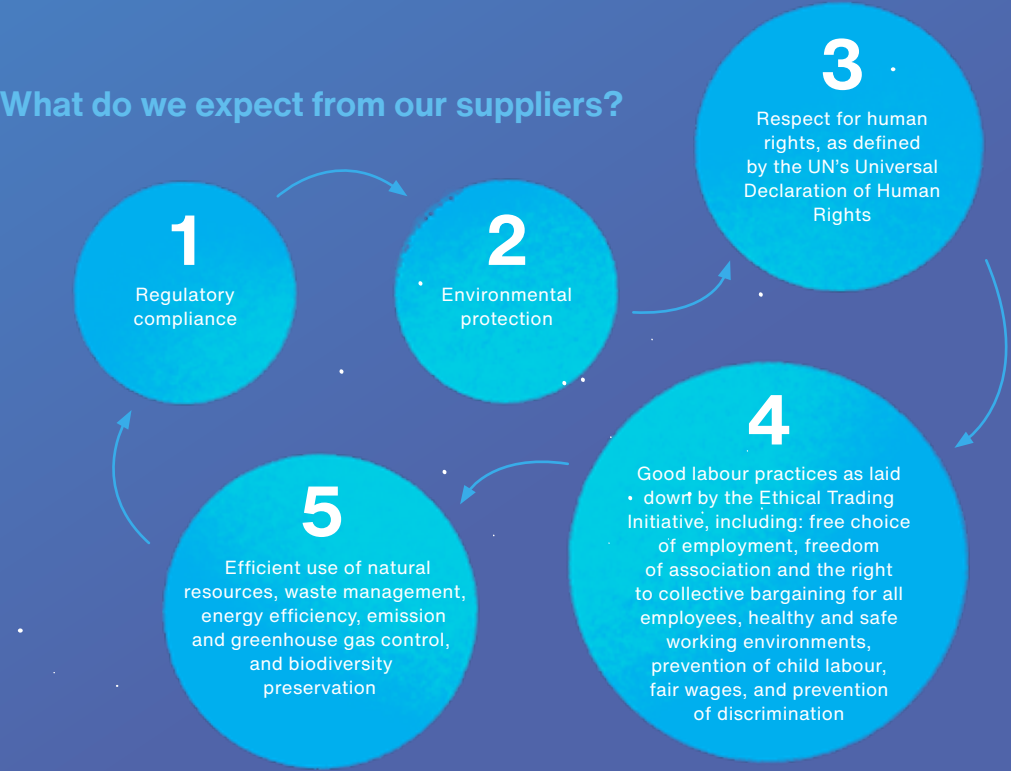 What do we expect from our suppliers?
1
Regulatory
compliance
2
Environmental
protection
3
Respect for human
rights, as defined
by the UN's Universal
Declaration of Human
Rights
4
Good labour practices as laid
down by the Ethical Trading
Initiative, including: free choice
of employment, freedom
of association and the right
to collective bargaining for all
employees, healthy and safe
working environments,
prevention of child labour,
fair wages, and prevention
of discrimination
5
Efficient use of natural
resources, waste management,
energy efficiency, emission
and greenhouse gas control,
and biodiversity
preservation